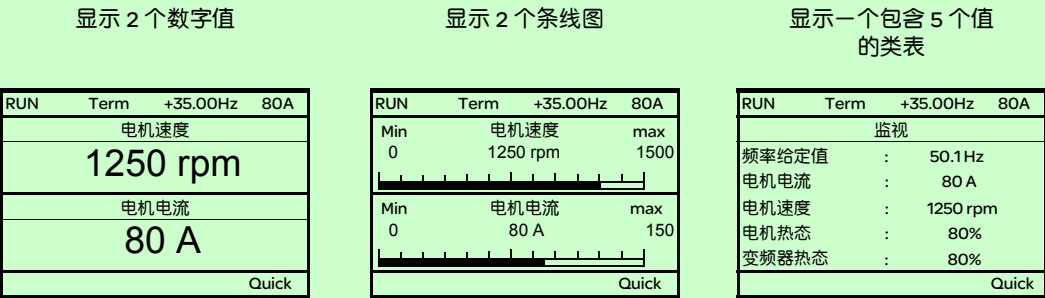 显示 2 个数字值
RUN Term +35.00Hz 80A
电机速度
1250 rpm
电机电流
80 A
Quick
显示 2 个条线图
RUN Term +35.00Hz 80A
Min 电机速度 max
0 1250 rpm 1500
Min 电机电流 max
0 80 A 150
Quick
显示一个包含 5 个值
的类表
RUN Term +35.00Hz 80A
监视
频率给定值 : 50.1Hz
电机电流 : 80 A
电机速度 : 1250 rpm
电机热态 : 80%
变频器热态 : 80%
Quick